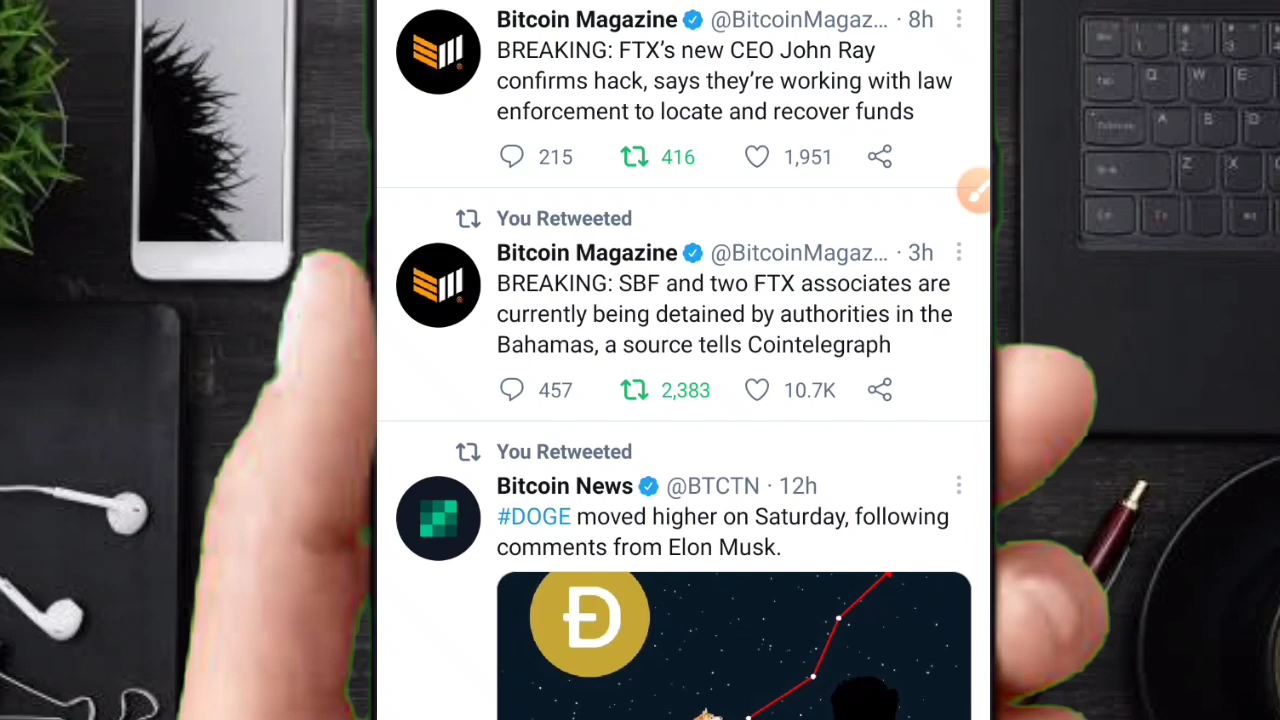 Bitcoin Magazine @BitcoinMagaz... · 8h
BREAKING: FTX’s new CEO John Ray
confirms hack, says they’re working with law
enforcement to locate and recover funds
215 416 1,951
You Retweeted
Bitcoin Magazine @BitcoinMagaz... · 3h
BREAKING: SBF and two FTX associates are
currently being detained by authorities in the
Bahamas, a source tells Cointelegraph
457 2,383 10.7K
You Retweeted
Bitcoin News @BTCTN · 12h
#DOGE moved higher on Saturday, following
comments from Elon Musk.